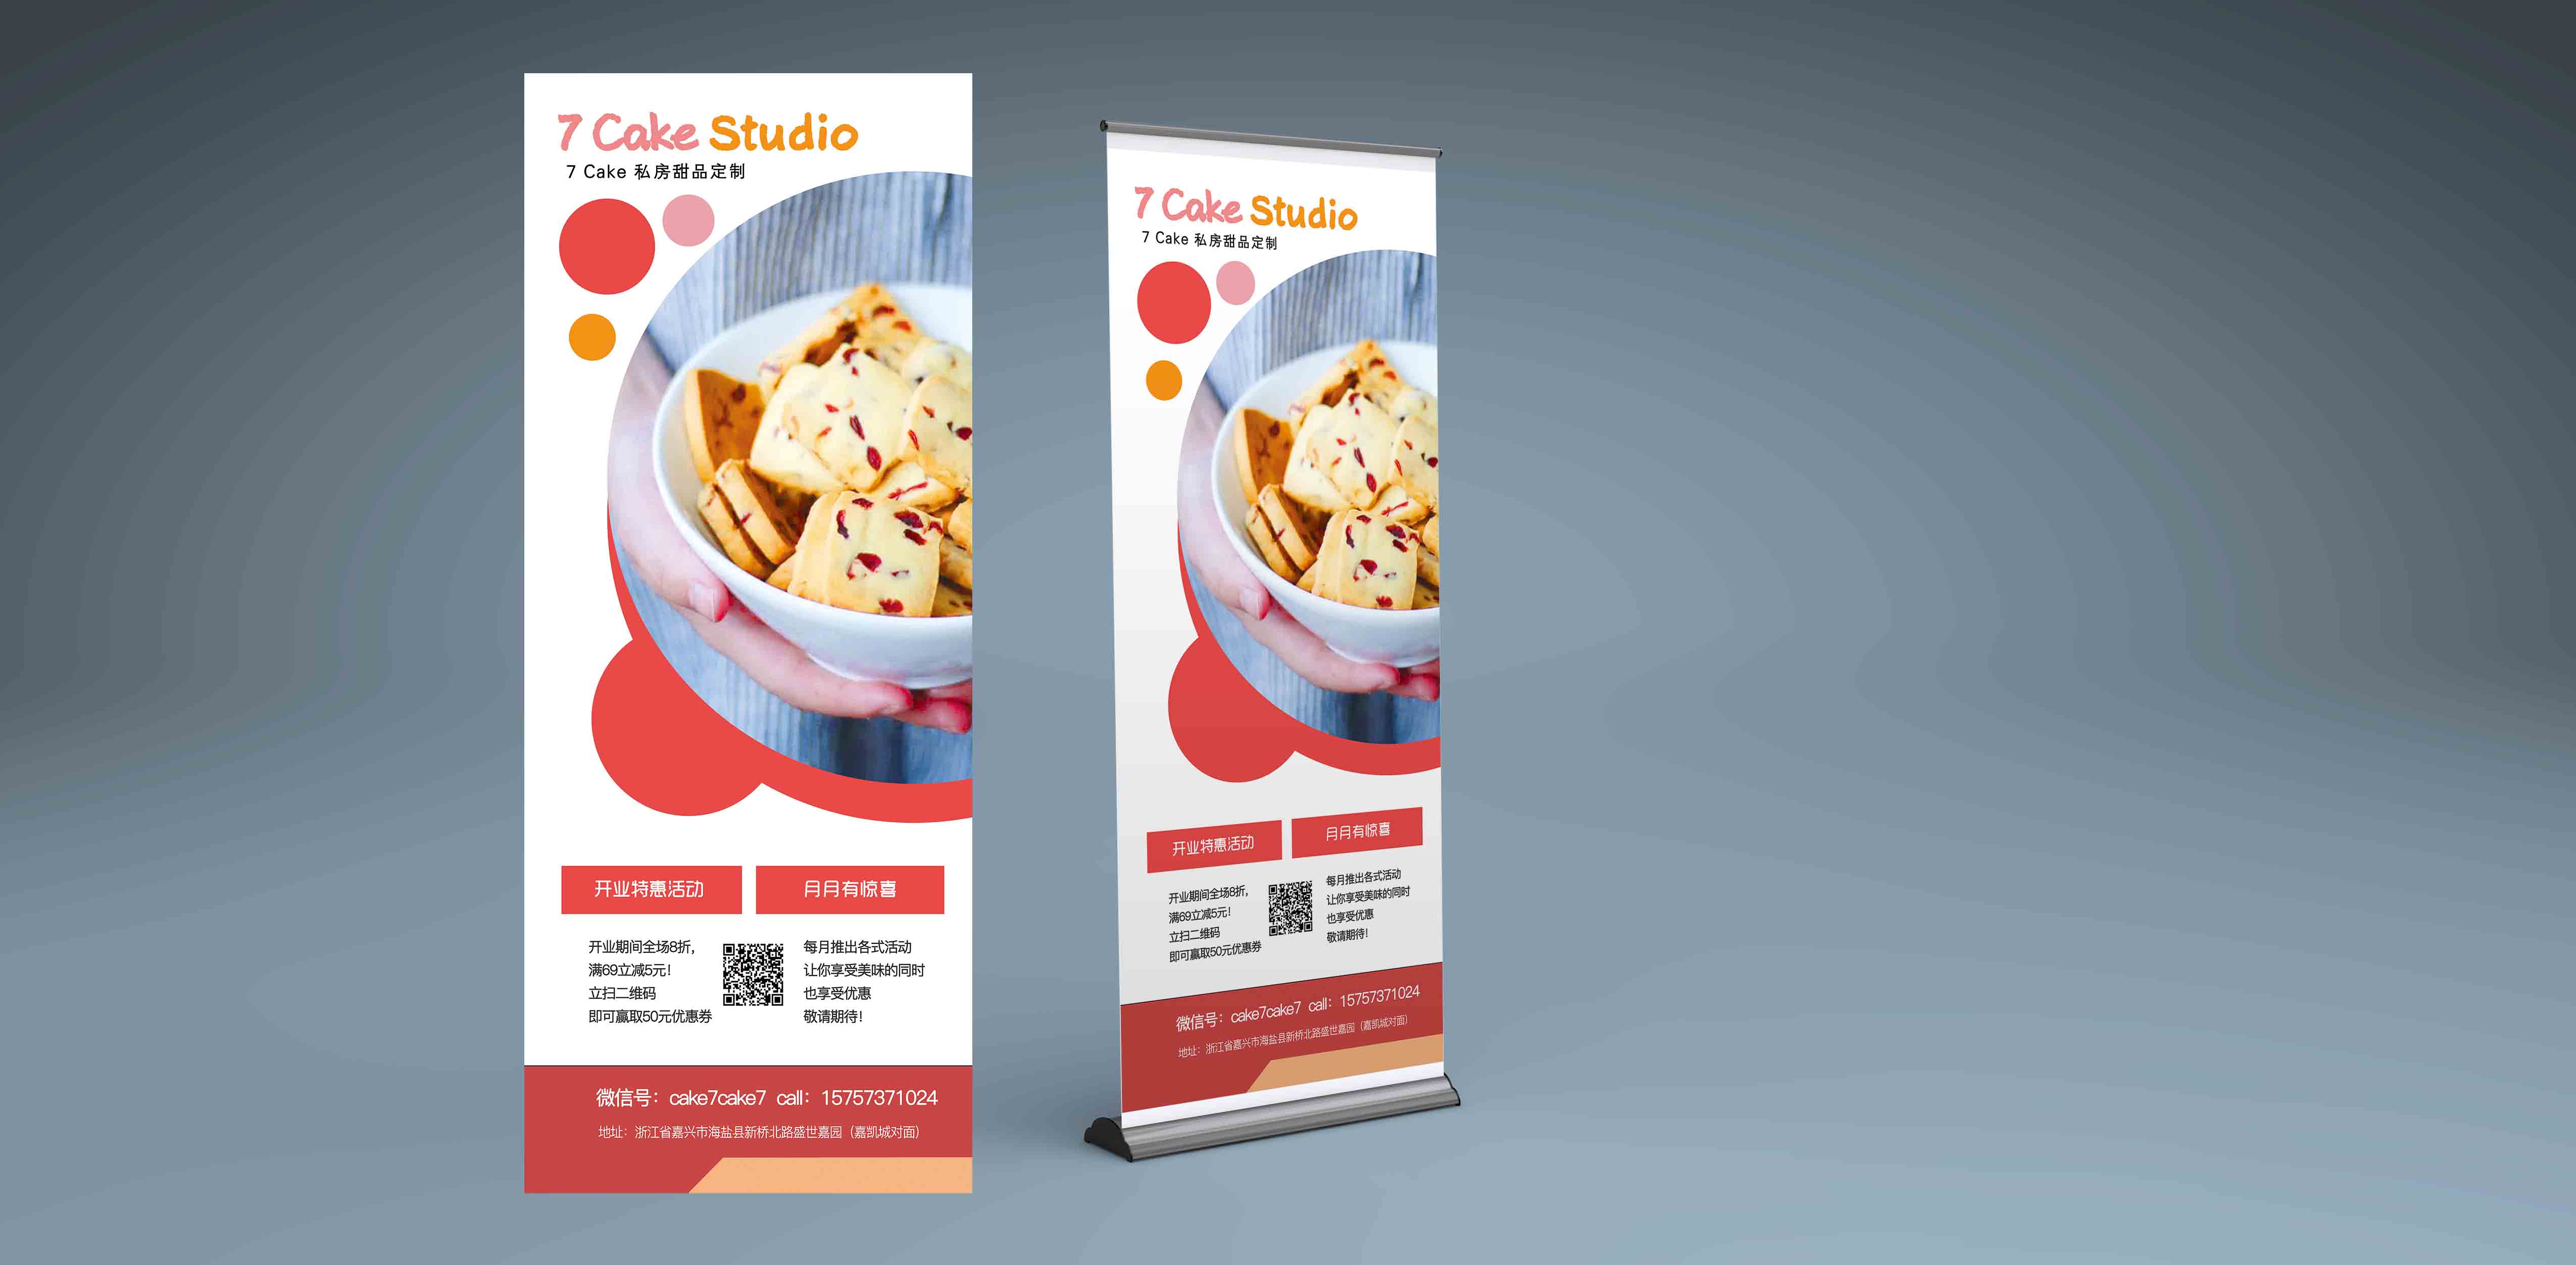 7 Cake Studio
7 Cake 私房甜品定制
开业特惠活动
月月有惊喜
开业期间全场8折，
满69立减5元！
立扫二维码
即可赢取50元优惠券
每月推出各式活动
让你享受美味的同时
也享受优惠
敬请期待！
微信号：cake7cake7 call：15757371024
地址：浙江省嘉兴市海盐县新桥北路盛世嘉园（嘉凯城对面）
7 Cake Studio
7 Cake 私房甜品定制
开业特惠活动
月月有惊喜
开业期间全场8折，
满69立减5元！
立扫二维码
即可赢取50元优惠券
每月推出各式活动
让你享受美味的同时
也享受优惠
敬请期待！
微信号：cake7cake7 call：15757371024
地址：浙江省嘉兴市海盐县新桥北路盛世嘉园（嘉凯城对面）